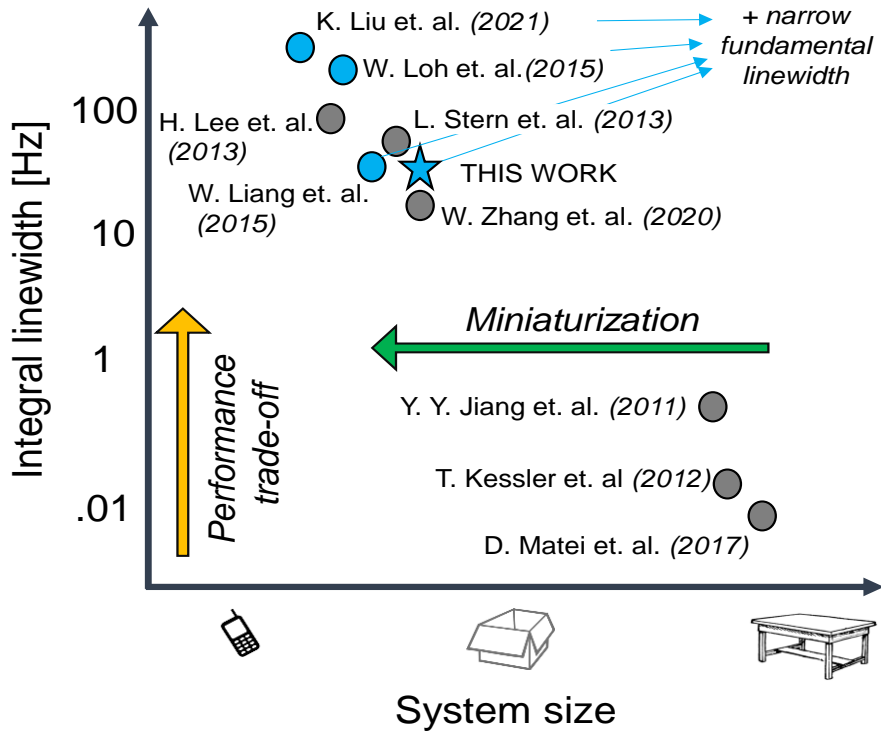 K. Liu et. al. (2021)
+ narrow
fundamental
linewidth
W. Loh et. al.(2015)
100
H. Lee et. al.
(2013)
L. Stern et. al. (2013)
THIS WORK
W. Liang et. al.
(2015)
W. Zhang et. al. (2020)
10
Integral linewidth [Hz]
Miniaturization
1
Performance
trade-off
Y. Y. Jiang et. al. (2011)
T. Kessler et. al (2012)
.01
D. Matei et. al. (2017)
System size